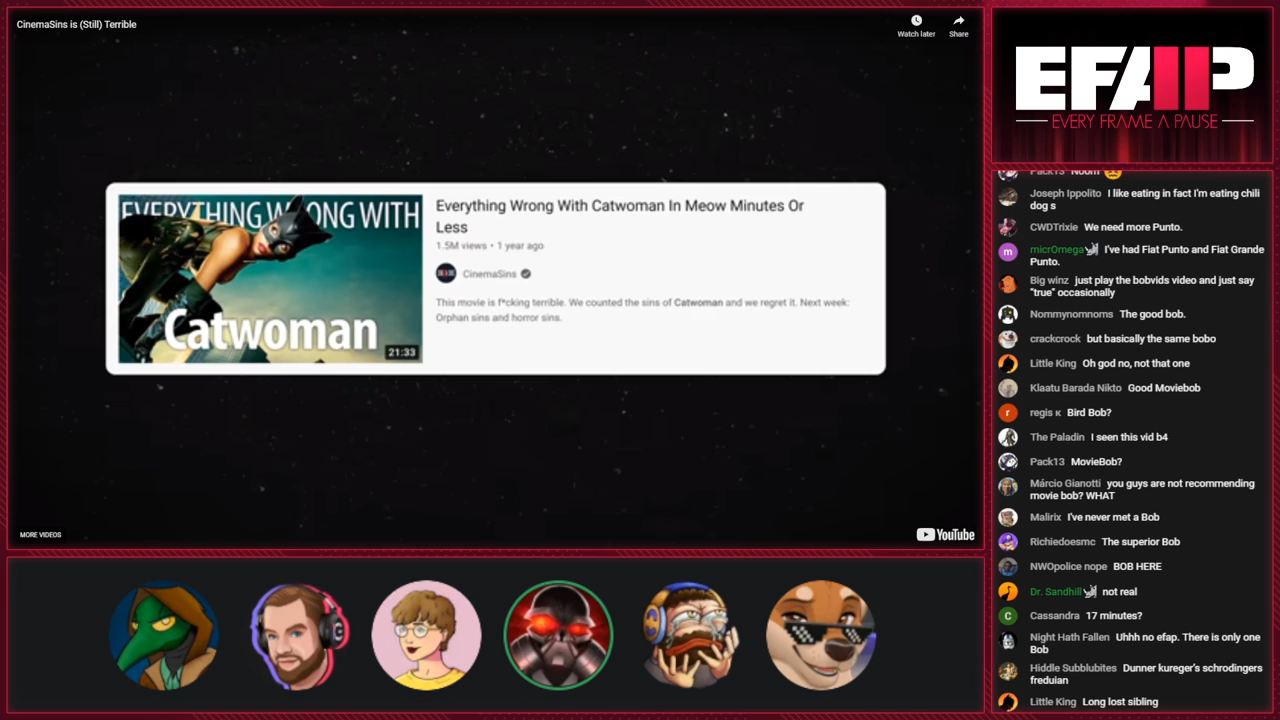 CinemaSins is (Still) Terrible
Watch later
Share
EVERYTHING WRONG WITH
Catwoman
21:33
Everything Wrong With Catwoman In Meow Minutes Or
Less
1.5M views • 1 year ago
CinemaSins
This movie is f*cking terrible. We counted the sins of Catwoman and we regret it. Next week:
Orphan sins and horror sins.
MORE VIDEOS
YouTube
EFAP
EVERY FRAME A PAUSE
Pack13 Noom
Joseph Ippolito I like eating in fact I'm eating chili
dog s
CWDTrixie We need more Punto.
m
micrOmega I've had Fiat Punto and Fiat Grande
Punto.
Big winz just play the bobvids video and just say
"true" occasionally
Nommynomnoms The good bob.
crackcrock but basically the same bobo
Little King Oh god no, not that one
Klaatu Barada Nikto Good Moviebob
r
regis к Bird Bob?
The Paladin I seen this vid b4
Pack13 MovieBob?
Márcio Gianotti you guys are not recommending
movie bob? WHAT
Malirix I've never met a Bob
Richiedoesmc The superior Bob
NWOpolice nope BOB HERE
Dr. Sandhill not real
C
Cassandra 17 minutes?
Night Hath Fallen Uhhh no efap. There is only one
Bob
Hiddle Subblubites Dunner kureger's schrodingers
freduian
Little King Long lost sibling